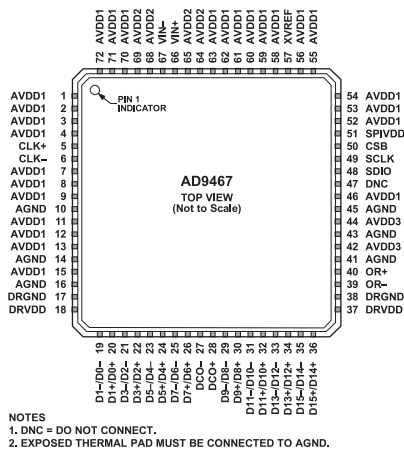 72 AVDD1
71 AVDD1
70 AVDD1
69 AVDD2
68 AVDD2
67 VIN–
66 VIN+
65 AVDD2
64 AVDD2
63 AVDD1
62 AVDD1
61 AVDD1
60 AVDD1
59 AVDD1
58 AVDD1
57 XVREF
56 AVDD1
55 AVDD1
AVDD1 1
AVDD1 2
AVDD1 3
AVDD1 4
CLK+ 5
CLK– 6
AVDD1 7
AVDD1 8
AVDD1 9
AGND 10
AVDD1 11
AVDD1 12
AVDD1 13
AGND 14
AVDD1 15
AGND 16
DRGND 17
DRVDD 18
PIN 1
INDICATOR
AD9467
TOP VIEW
(Not to Scale)
54 AVDD1
53 AVDD1
52 AVDD1
51 SPIVDD
50 CSB
49 SCLK
48 SDIO
47 DNC
46 AVDD1
45 AGND
44 AVDD3
43 AGND
42 AVDD3
41 AGND
40 OR+
39 OR–
38 DRGND
37 DRVDD
D1–/D0– 19
D1+/D0+ 20
D3–/D2– 21
D3+/D2+ 22
D5–/D4– 23
D5+/D4+ 24
D7–/D6– 25
D7+/D6+ 26
DCO– 27
DCO+ 28
D9–/D8– 29
D9+/D8+ 30
D11–/D10– 31
D11+/D10+ 32
D13–/D12– 33
D13+/D12+ 34
D15–/D14– 35
D15+/D14+ 36
NOTES
1. DNC = DO NOT CONNECT.
2. EXPOSED THERMAL PAD MUST BE CONNECTED TO AGND.